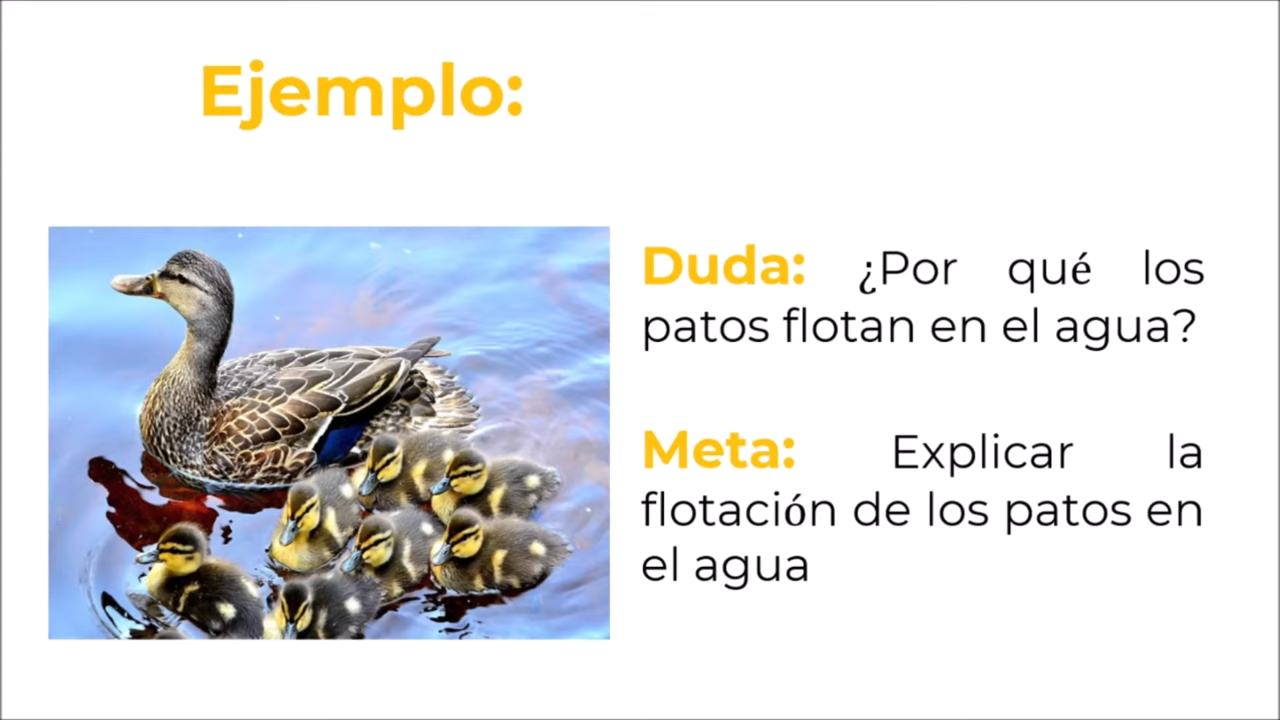 Ejemplo:
Duda: ¿Por qué los
patos flotan en el agua?
Meta: Explicar la
flotación de los patos en
el agua